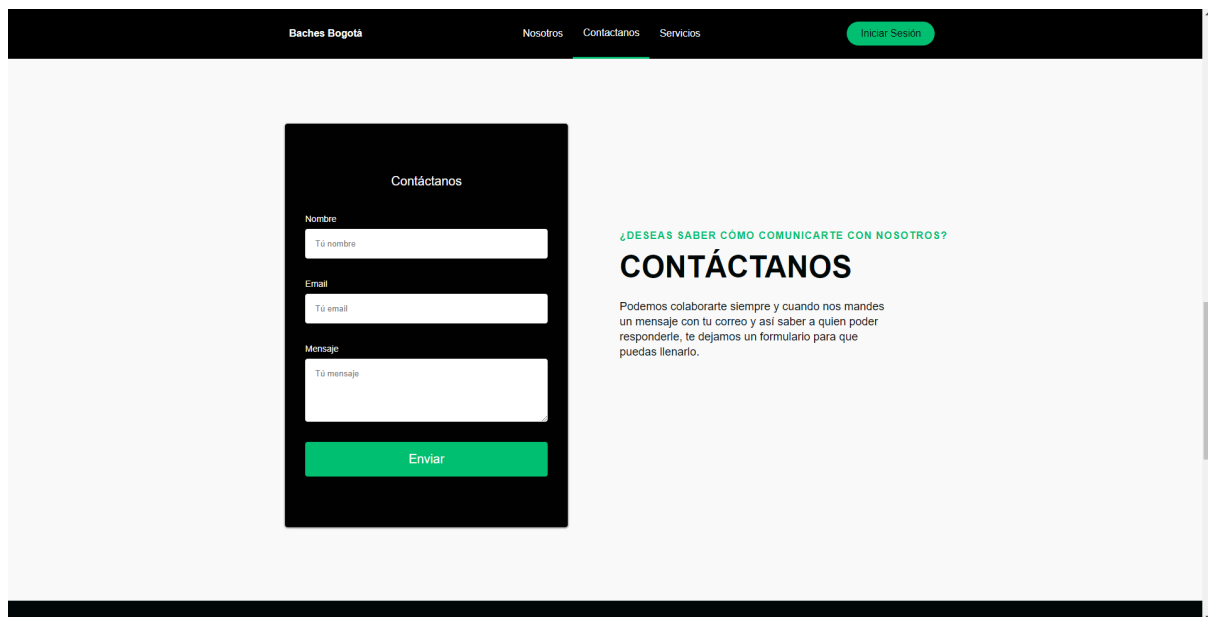 Baches Bogotá
Nosotros Contactanos Servicios
Iniciar Sesión
Contáctanos
Nombre
Tú nombre
Email
Tú email
Mensaje
Tú mensaje
Enviar
¿DESEAS SABER CÓMO COMUNICARTE CON NOSOTROS?
CONTÁCTANOS
Podemos colaborarte siempre y cuando nos mandes
un mensaje con tu correo y así saber a quien poder
responderle, te dejamos un formulario para que
puedas llenarlo.